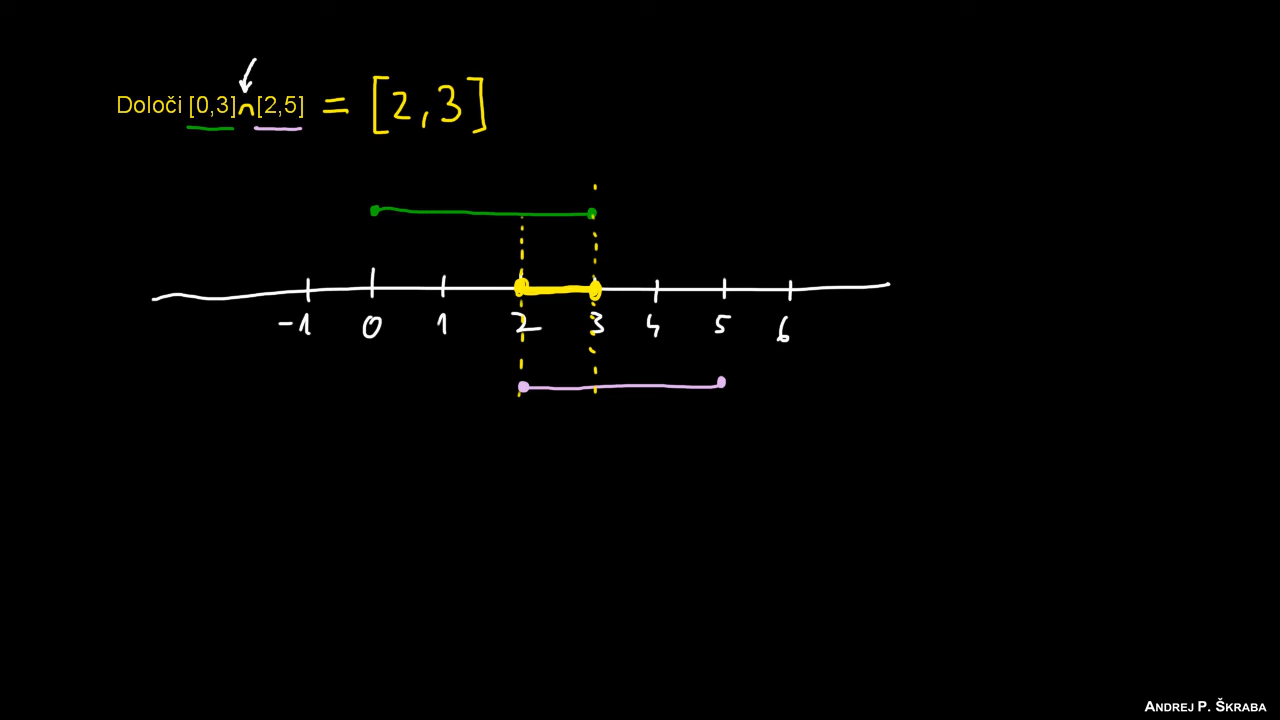 Določi [0,3]∩[2,5] = [2,3]
-1 0 1 2 3 4 5 6
ANDREJ P. ŠKRABA